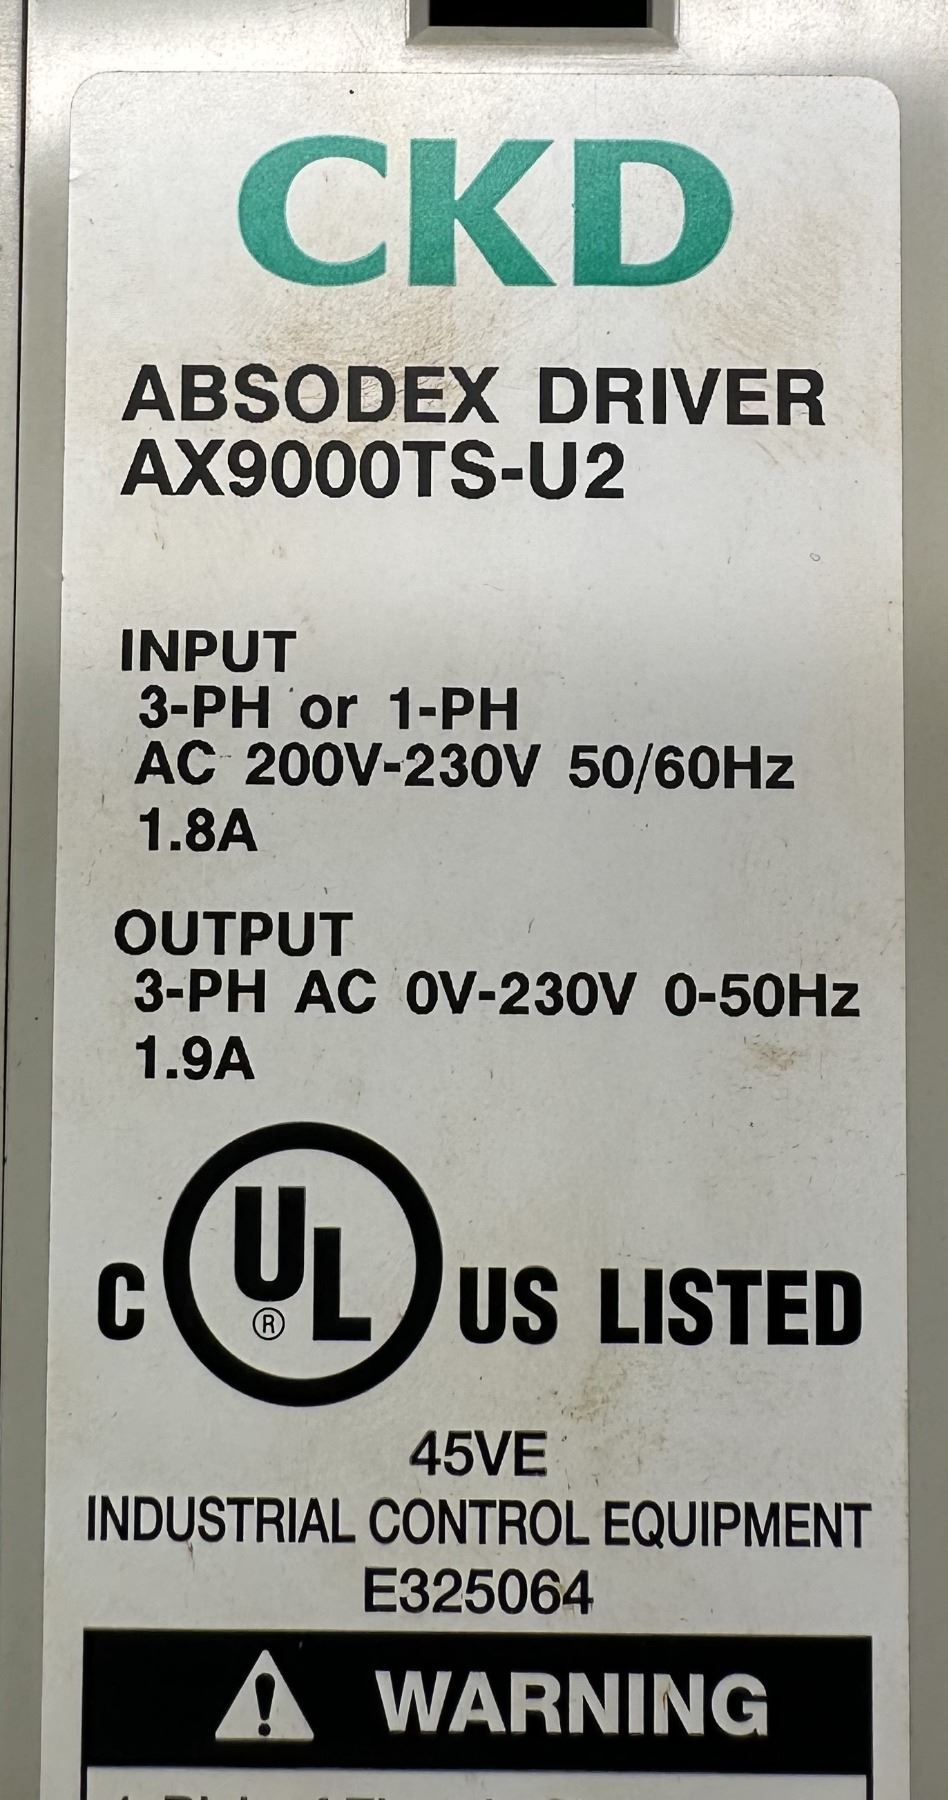 CKD
ABSODEX DRIVER
AX9000TS-U2
INPUT
3-PH or 1-PH
AC 200V-230V 50/60Hz
1.8A
OUTPUT
3-PH AC 0V-230V 0-50Hz
1.9A
C UL ® US LISTED
45VE
INDUSTRIAL CONTROL EQUIPMENT
E325064
WARNING